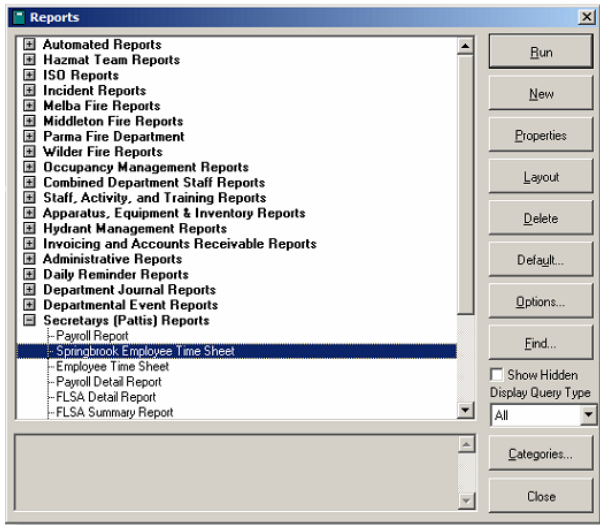 Reports
Automated Reports
Hazmat Team Reports
ISO Reports
Incident Reports
Melba Fire Reports
Middleton Fire Reports
Parma Fire Department
Wilder Fire Reports
Occupancy Management Reports
Combined Department Staff Reports
Staff, Activity, and Training Reports
Apparatus, Equipment & Inventory Reports
Hydrant Management Reports
Invoicing and Accounts Receivable Reports
Administrative Reports
Daily Reminder Reports
Department Journal Reports
Departmental Event Reports
Secretarys (Pattis) Reports
Payroll Report
Springbrook Employee Time Sheet
Employee Time Sheet
Payroll Detail Report
FLSA Detail Report
FLSA Summary Report
Run
New
Properties
Layout
Delete
Default...
Options...
Find...
Show Hidden
Display Query Type
All
Categories...
Close